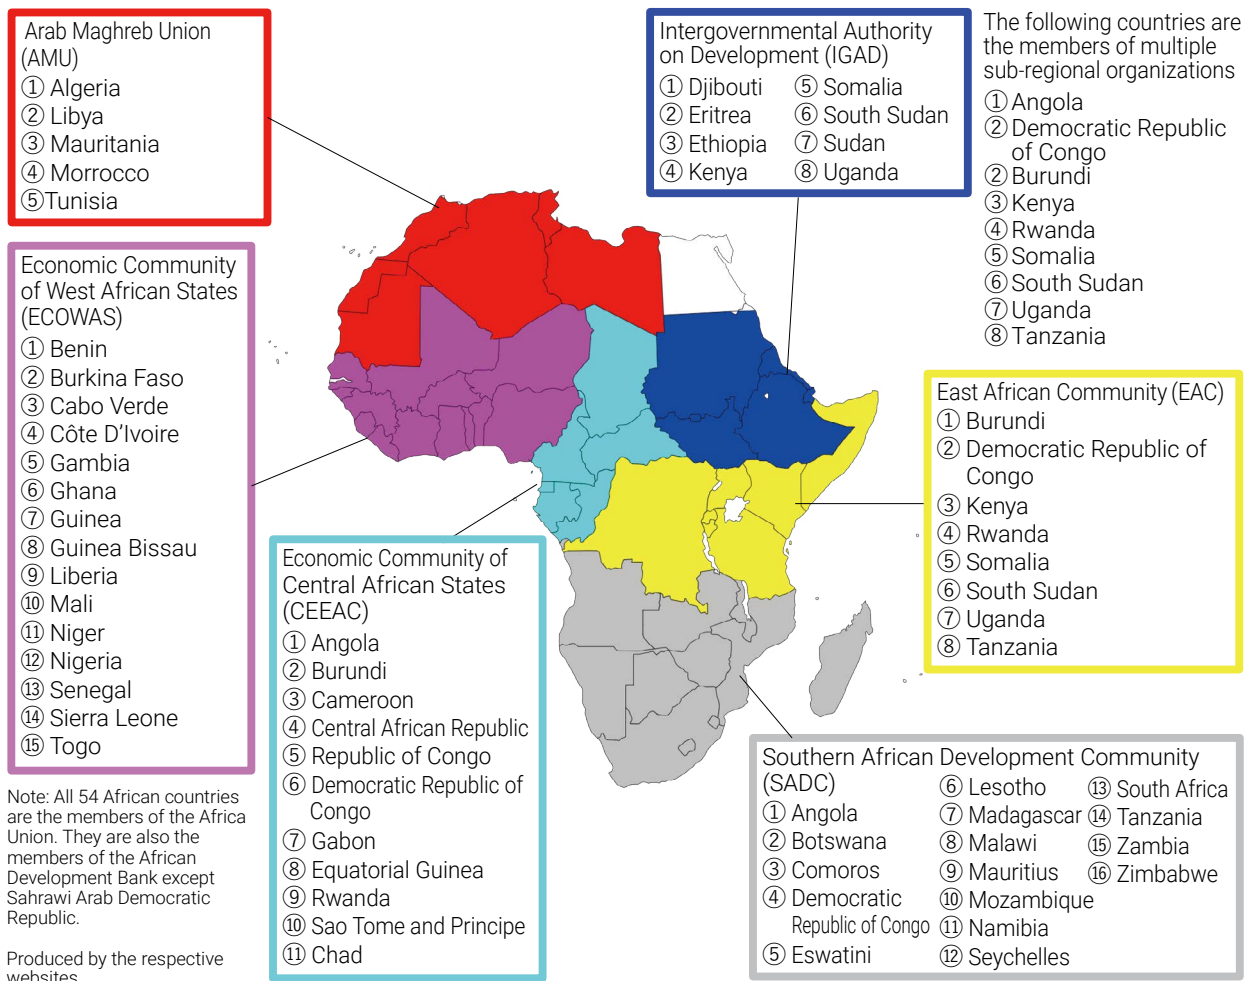 Arab Maghreb Union
(AMU)
① Algeria
② Libya
③ Mauritania
④ Morrocco
⑤Tunisia
Intergovernmental Authority
on Development (IGAD)
① Djibouti
② Eritrea
③ Ethiopia
④ Kenya
⑤ Somalia
⑥ South Sudan
⑦ Sudan
⑧ Uganda
The following countries are
the members of multiple
sub-regional organizations
① Angola
② Democratic Republic
of Congo
② Burundi
③ Kenya
④ Rwanda
⑤ Somalia
⑥ South Sudan
⑦ Uganda
⑧ Tanzania
Economic Community
of West African States
(ECOWAS)
① Benin
② Burkina Faso
③ Cabo Verde
④ Côte D’Ivoire
⑤ Gambia
⑥ Ghana
⑦ Guinea
⑧ Guinea Bissau
⑨ Liberia
⑩ Mali
⑪ Niger
⑫ Nigeria
⑬ Senegal
⑭ Sierra Leone
⑮ Togo
East African Community (EAC)
① Burundi
② Democratic Republic of
Congo
③ Kenya
④ Rwanda
⑤ Somalia
⑥ South Sudan
⑦ Uganda
⑧ Tanzania
Economic Community of
Central African States
(CEEAC)
① Angola
② Burundi
③ Cameroon
④ Central African Republic
⑤ Republic of Congo
⑥ Democratic Republic of
Congo
⑦ Gabon
⑧ Equatorial Guinea
⑨ Rwanda
⑩ Sao Tome and Principe
⑪ Chad
Southern African Development Community
(SADC)
① Angola
② Botswana
③ Comoros
④ Democratic
Republic of Congo
⑤ Eswatini
⑥ Lesotho
⑦ Madagascar
⑧ Malawi
⑨ Mauritius
⑩ Mozambique
⑪ Namibia
⑫ Seychelles
⑬ South Africa
⑭ Tanzania
⑮ Zambia
⑯ Zimbabwe
Note: All 54 African countries
are the members of the Africa
Union. They are also the
members of the African
Development Bank except
Sahrawi Arab Democratic
Republic.
Produced by the respective
websites